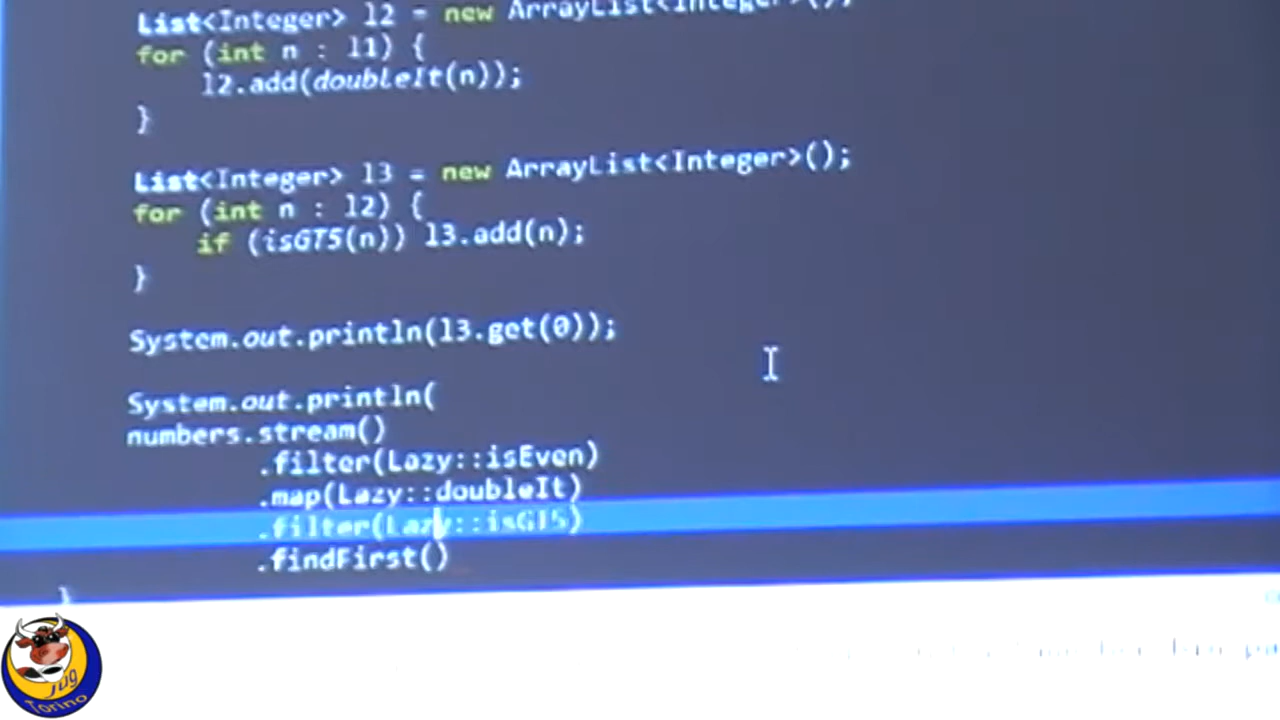 List<Integer> l2 = new ArrayList<Integer>();
for (int n : l1) {
l2.add(doubleIt(n));
}
List<Integer> l3 = new ArrayList<Integer>();
for (int n : l2) {
if (isGT5(n)) l3.add(n);
}
System.out.println(l3.get(0));
System.out.println(
numbers.stream()
.filter(Lazy::isEven)
.map(Lazy::doubleIt)
.filter(Lazy::isGT5)
.findFirst()
}
jug
Torino